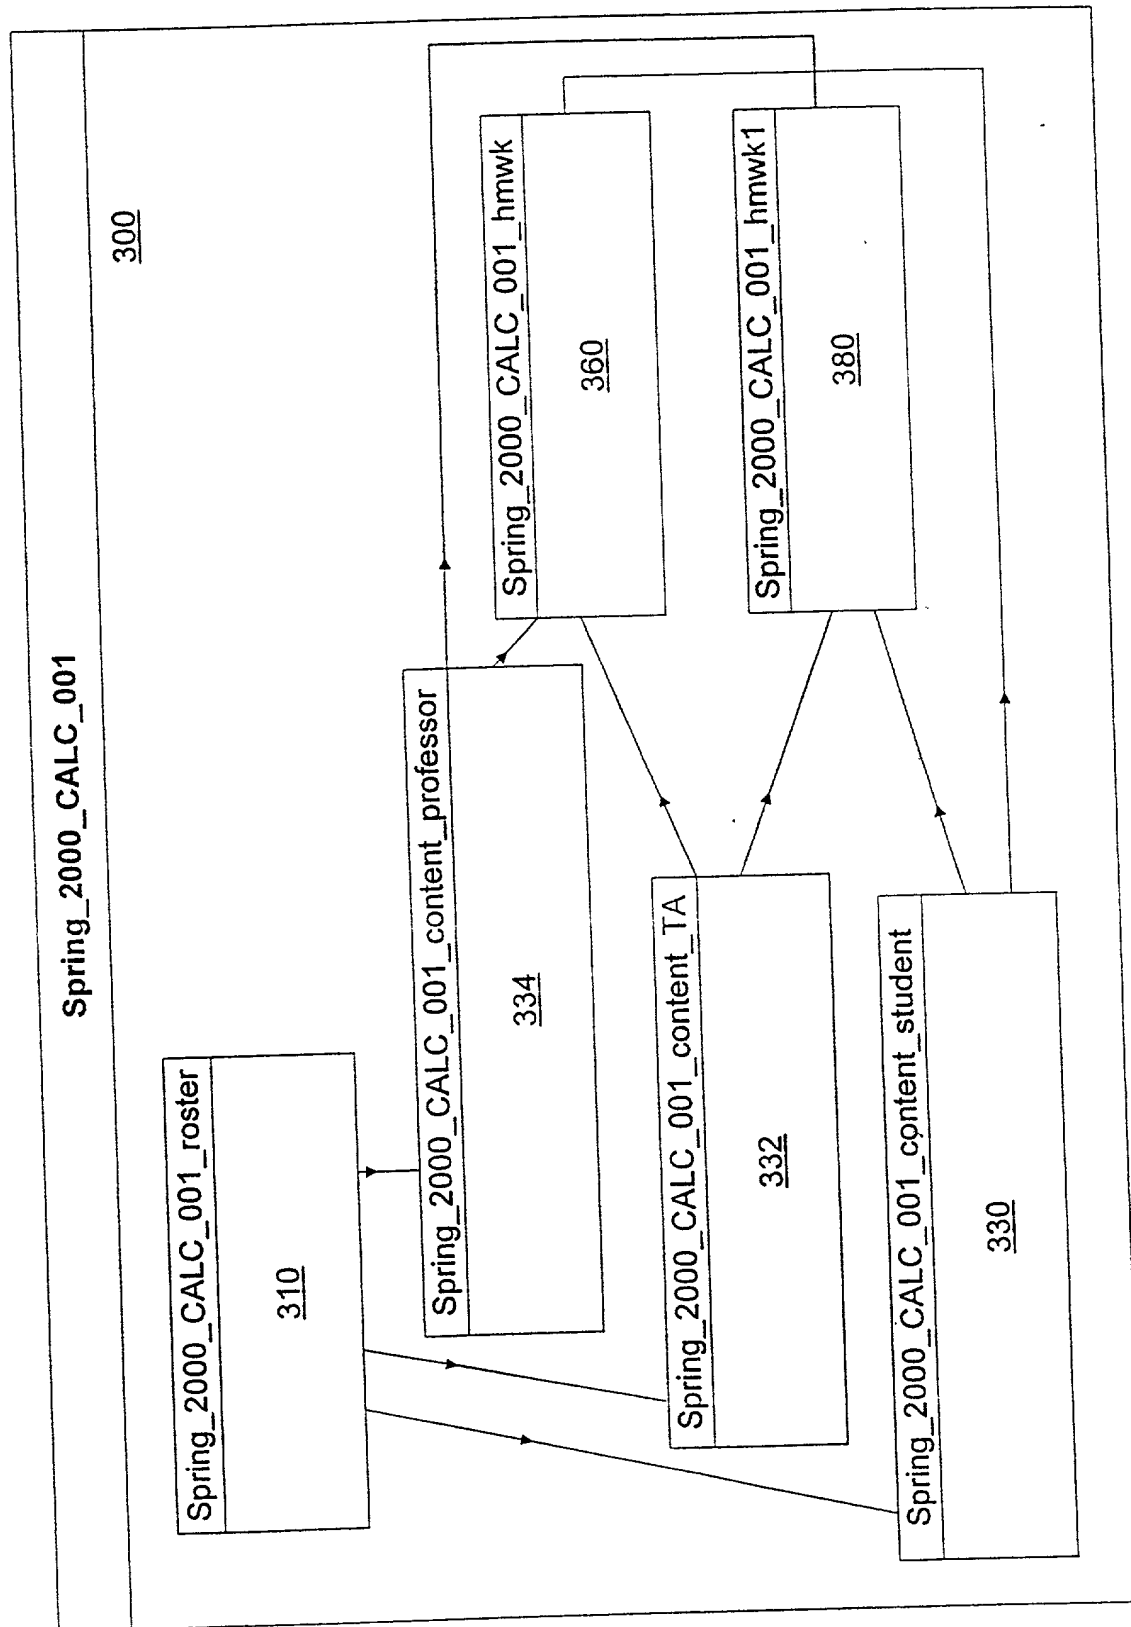 Spring_2000_CALC_001
300
Spring_2000_CALC_001_roster
310
Spring_2000_CALC_001_content_professor
334
Spring_2000_CALC_001_hmwk
360
Spring_2000_CALC_001_content_TA
332
Spring_2000_CALC_001_hmwk1
380
Spring_2000_CALC_001_content_student
330